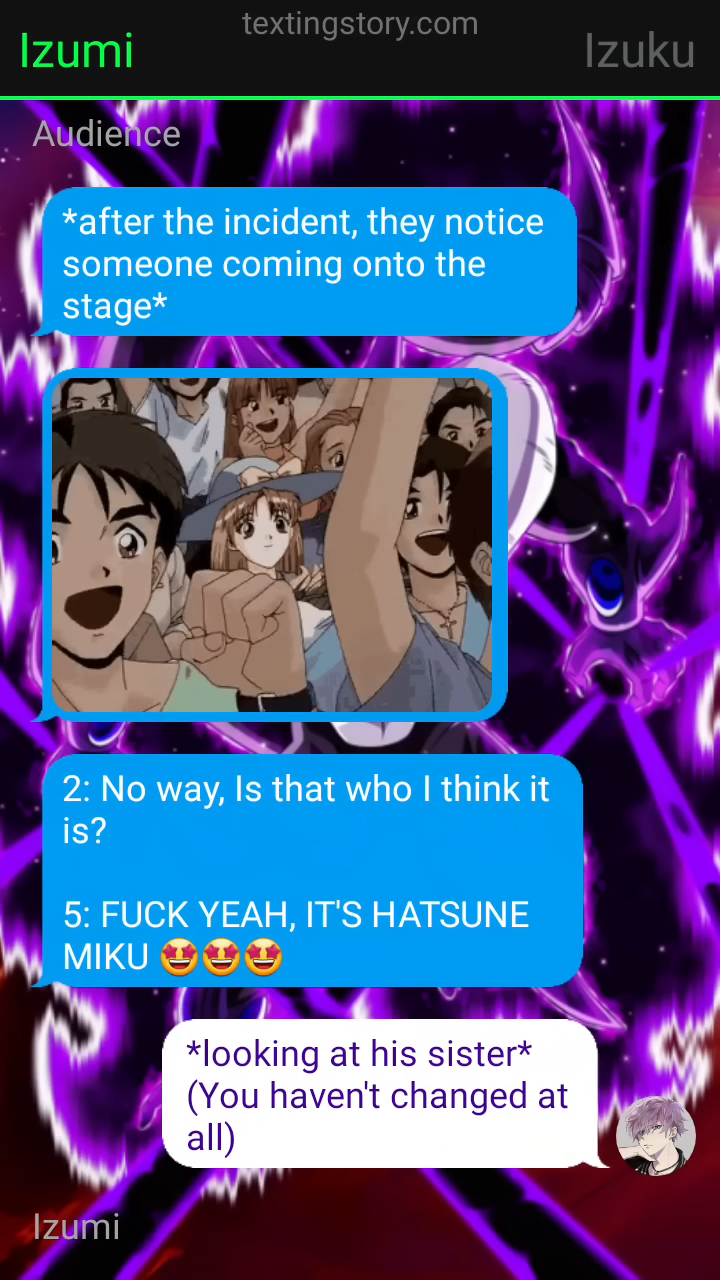 textingstory.com
Izumi
Izuku
Audience
*after the incident, they notice
someone coming onto the
stage*
2: No way, Is that who I think it
is?
5: FUCK YEAH, IT'S HATSUNE
MIKU 🤩🤩🤩
*looking at his sister*
(You haven't changed at
all)
Izumi